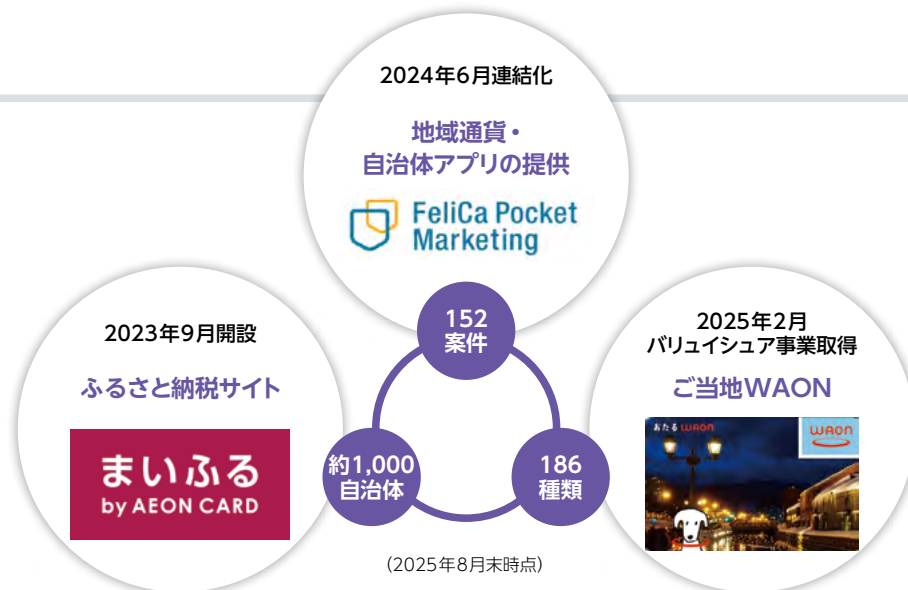 2024年6月連結化
地域通貨・
自治体アプリの提供
FeliCa Pocket
Marketing
152
案件
2023年9月開設
ふるさと納税サイト
まいふる
by AEON CARD
約1,000
自治体
186
種類
2025年2月
バリュイシュア事業取得
ご当地WAON
おたる WAON
WAON
(2025年8月末時点)